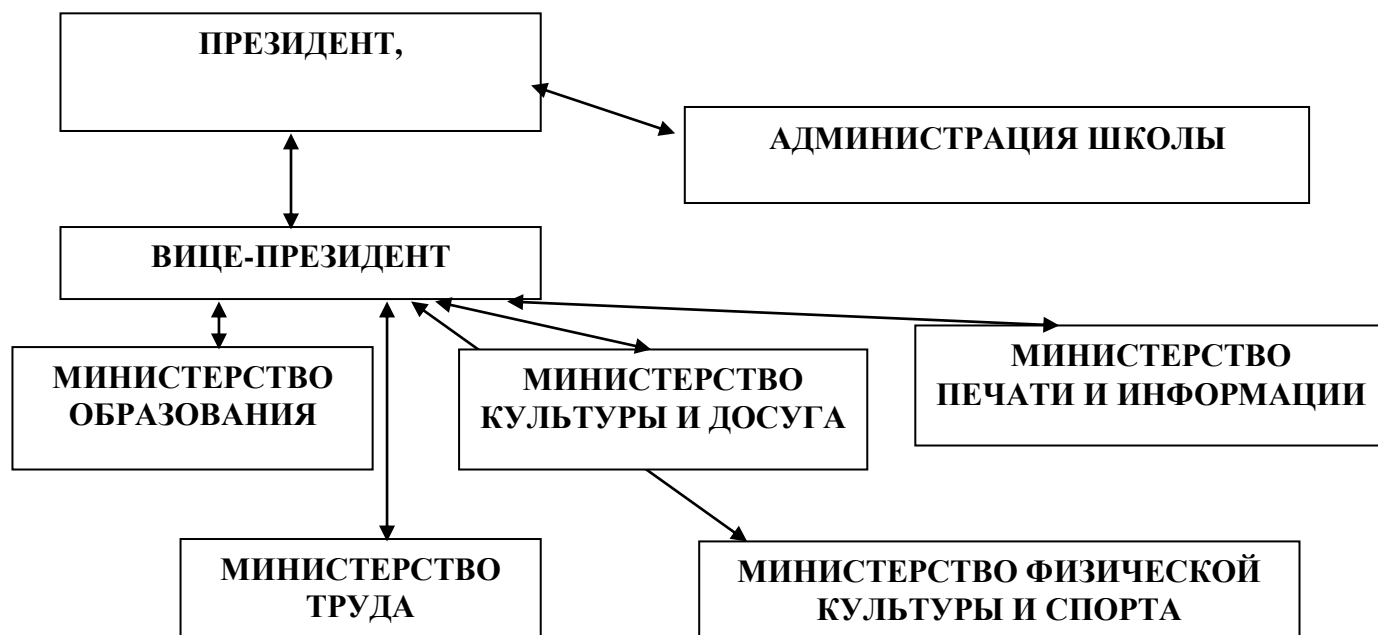 ПРЕЗИДЕНТ,
АДМИНИСТРАЦИЯ ШКОЛЫ
ВИЦЕ-ПРЕЗИДЕНТ
МИНИСТЕРСТВО
ОБРАЗОВАНИЯ
МИНИСТЕРСТВО
КУЛЬТУРЫ И ДОСУГА
МИНИСТЕРСТВО
ПЕЧАТИ И ИНФОРМАЦИИ
МИНИСТЕРСТВО
ТРУДА
МИНИСТЕРСТВО ФИЗИЧЕСКОЙ
КУЛЬТУРЫ И СПОРТА